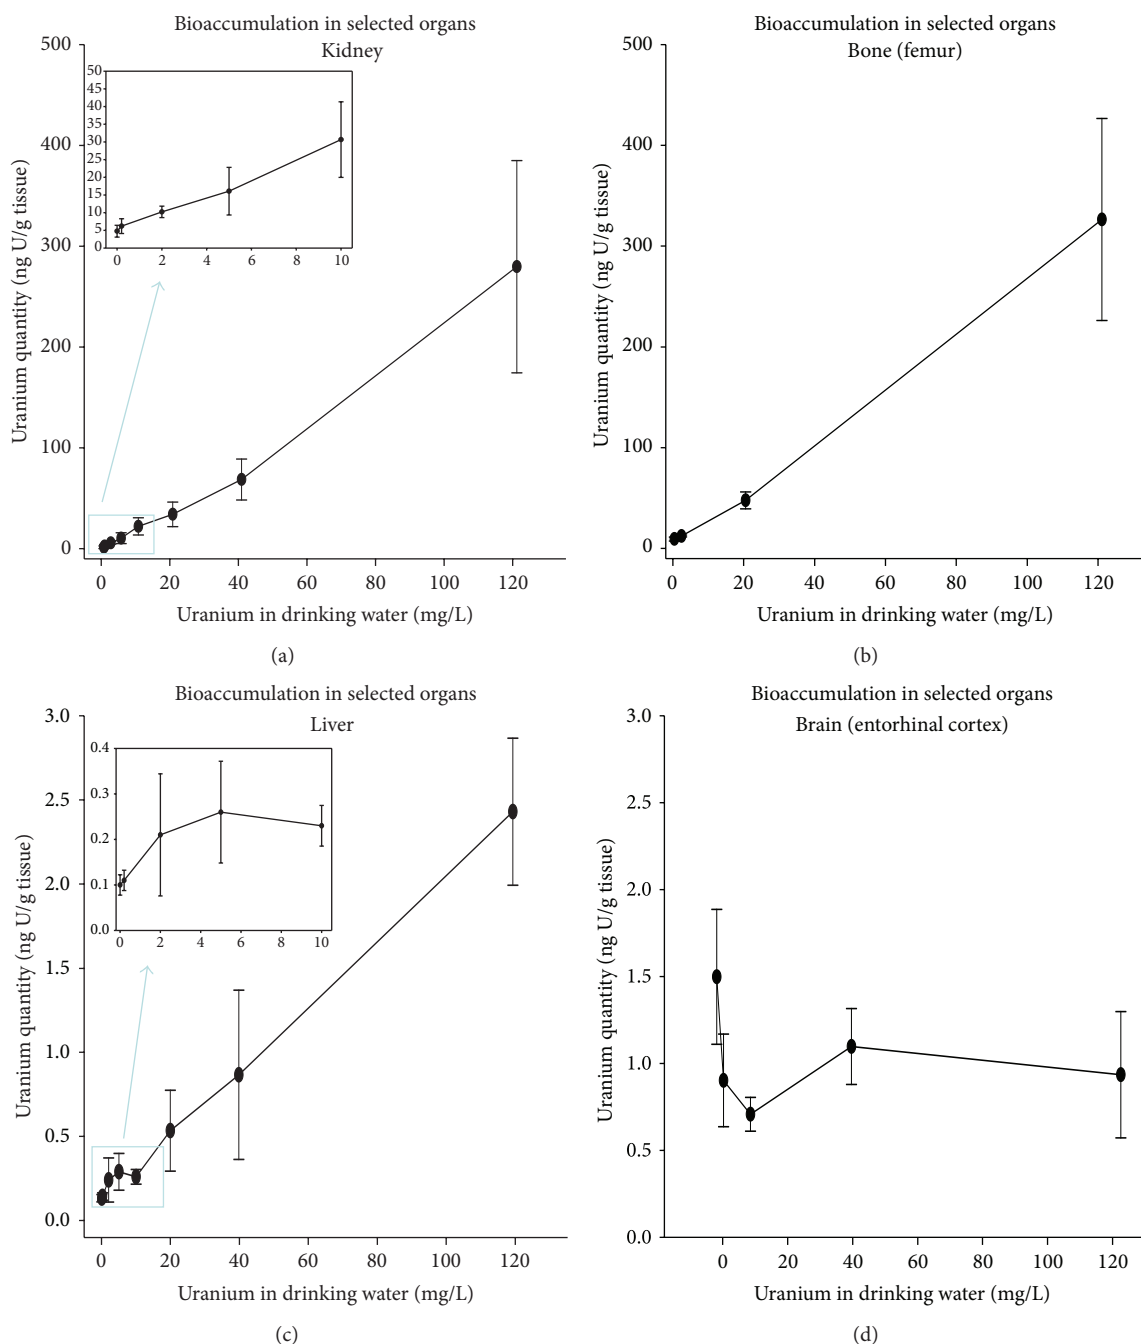 Bioaccumulation in selected organs
Kidney
500
400
300
200
100
0
Uranium quantity (ng U/g tissue)
50
45
40
35
30
25
20
15
10
5
0
0 2 4 6 8 10
0 20 40 60 80 100 120
Uranium in drinking water (mg/L)
(a)
Bioaccumulation in selected organs
Bone (femur)
500
400
300
200
100
0
Uranium quantity (ng U/g tissue)
0 20 40 60 80 100 120
Uranium in drinking water (mg/L)
(b)
Bioaccumulation in selected organs
Liver
3.0
2.5
2.0
1.5
1.0
0.5
0.0
Uranium quantity (ng U/g tissue)
0.4
0.3
0.2
0.1
0.0
0 2 4 6 8 10
0 20 40 60 80 100 120
Uranium in drinking water (mg/L)
(c)
Bioaccumulation in selected organs
Brain (entorhinal cortex)
3.0
2.5
2.0
1.5
1.0
0.5
0.0
Uranium quantity (ng U/g tissue)
0 20 40 60 80 100 120
Uranium in drinking water (mg/L)
(d)